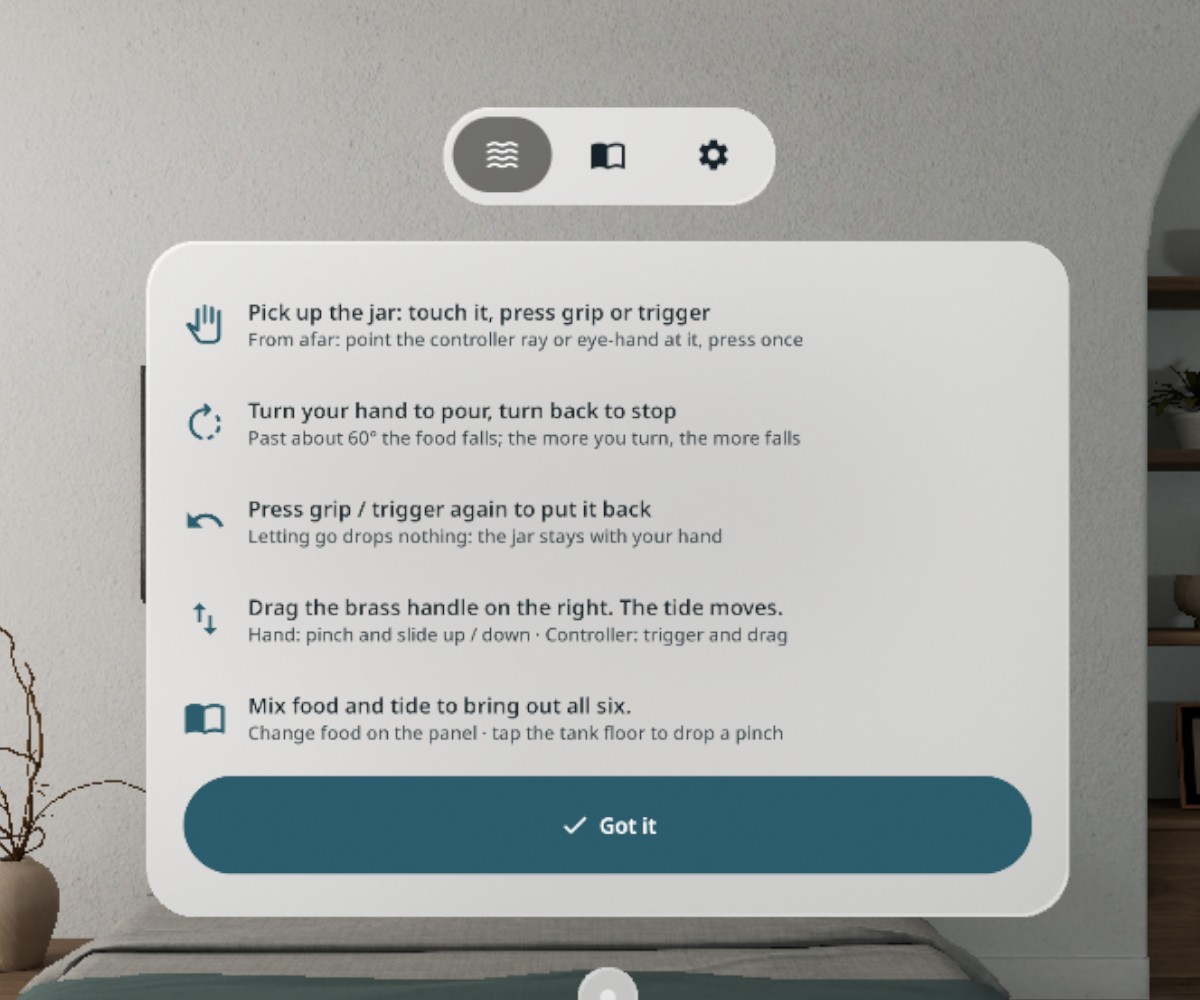 Pick up the jar: touch it, press grip or trigger
From afar: point the controller ray or eye-hand at it, press once
Turn your hand to pour, turn back to stop
Past about 60° the food falls; the more you turn, the more falls
Press grip / trigger again to put it back
Letting go drops nothing: the jar stays with your hand
Drag the brass handle on the right. The tide moves.
Hand: pinch and slide up / down · Controller: trigger and drag
Mix food and tide to bring out all six.
Change food on the panel · tap the tank floor to drop a pinch
Got it